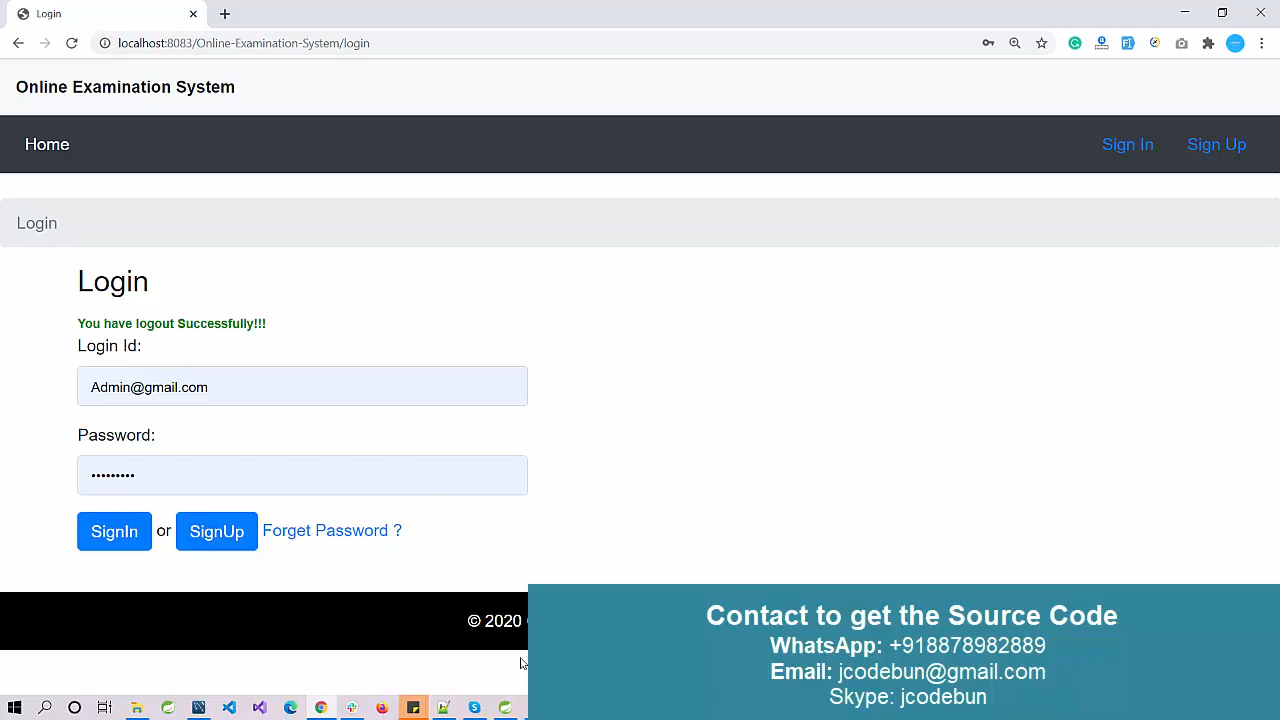 Login
localhost:8083/Online-Examination-System/login
Online Examination System
Home
Sign In
Sign Up
Login
Login
You have logout Successfully!!!
Login Id:
Admin@gmail.com
Password:
•••••••••
SignIn or SignUp Forget Password ?
© 2020
Contact to get the Source Code
WhatsApp: +918878982889
Email: jcodebun@gmail.com
Skype: jcodebun